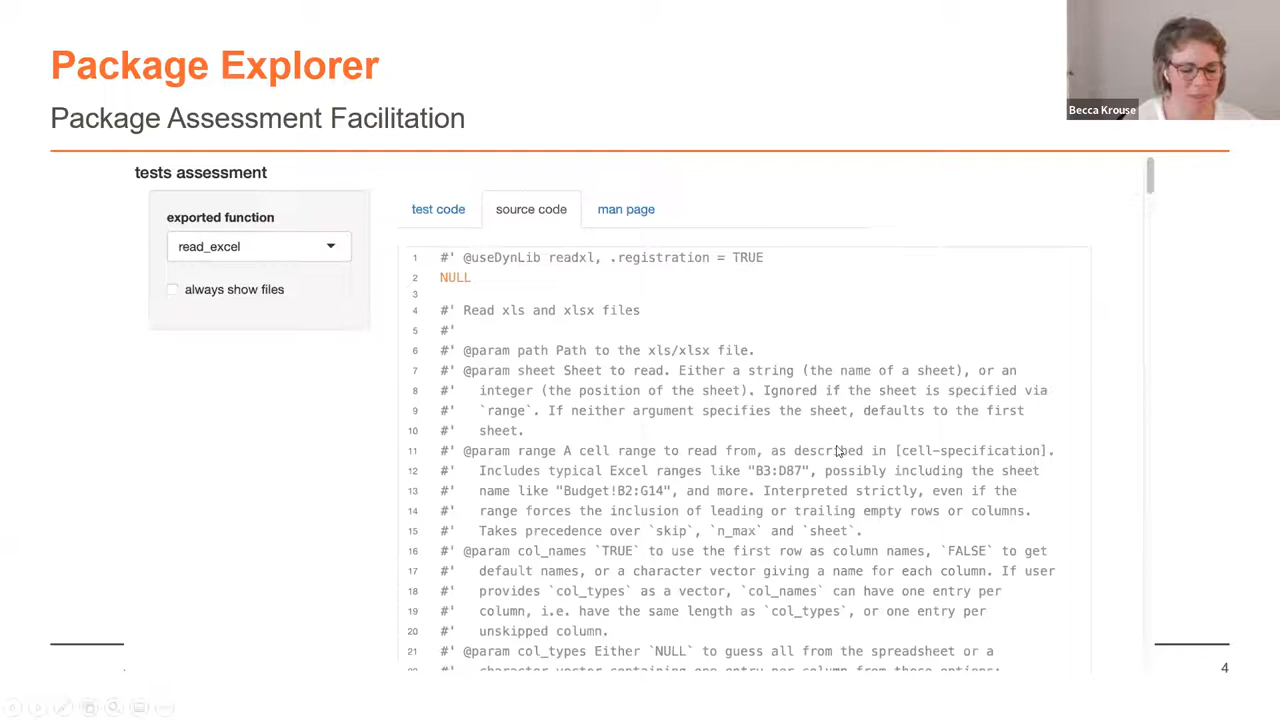 Package Explorer
Package Assessment Facilitation
Becca Krouse
tests assessment
exported function
read_excel
always show files
test code
source code
man page
1 #' @useDynLib readxl, .registration = TRUE
2 NULL
3
4 #' Read xls and xlsx files
5 #'
6 #' @param path Path to the xls/xlsx file.
7 #' @param sheet Sheet to read. Either a string (the name of a sheet), or an
8 #' integer (the position of the sheet). Ignored if the sheet is specified via
9 #' `range`. If neither argument specifies the sheet, defaults to the first
10 #' sheet.
11 #' @param range A cell range to read from, as described in [cell-specification].
12 #' Includes typical Excel ranges like "B3:D87", possibly including the sheet
13 #' name like "Budget!B2:G14", and more. Interpreted strictly, even if the
14 #' range forces the inclusion of leading or trailing empty rows or columns.
15 #' Takes precedence over `skip`, `n_max` and `sheet`.
16 #' @param col_names `TRUE` to use the first row as column names, `FALSE` to get
17 #' default names, or a character vector giving a name for each column. If user
18 #' provides `col_types` as a vector, `col_names` can have one entry per
19 #' column, i.e. have the same length as `col_types`, or one entry per
20 #' unskipped column.
21 #' @param col_types Either `NULL` to guess all from the spreadsheet or a
22 #' character vector containing one entry per column from these options:
4